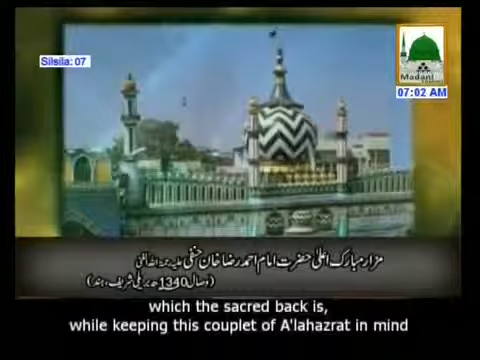 Silsila: 07
Madani
07:02 AM
مزار مبارک اعلیٰ حضرت امام احمد رضا خان حنفی علیہ رحمۃ اللہ القوی
(وصال 1340ھ بریلی شریف، ہند)
which the sacred back is,
while keeping this couplet of A'lahazrat in mind